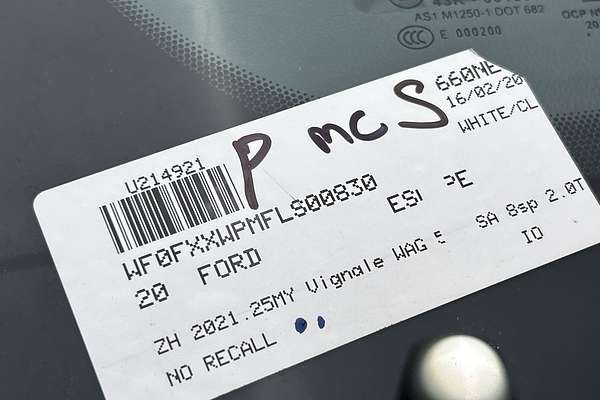 AS1 M1250-1 DOT 682
E 000200
660NE
16/02/20
WHITE/CL
P mcS
U214921
WF0FXXWPMFLS00830
20 FORD
ZH 2021.25MY Vignale WAG SA 8sp 2.0T
NO RECALL IO